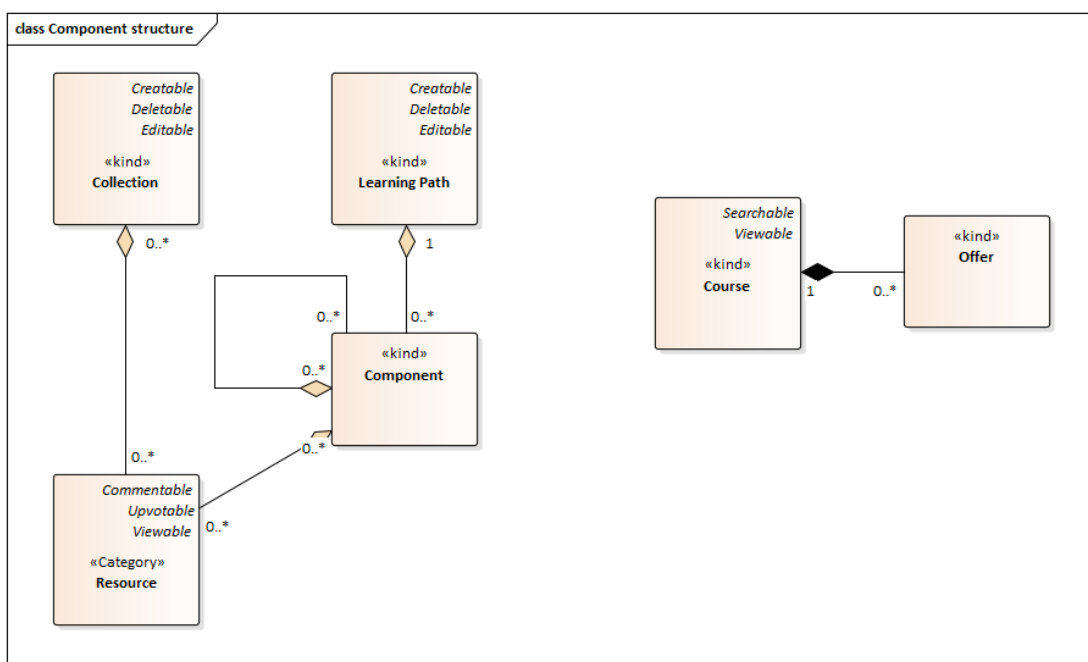 class Component structure
Creatable
Deletable
Editable
«kind»
Collection
0..*
Creatable
Deletable
Editable
«kind»
Learning Path
1
Searchable
Viewable
«kind»
Course
1
0..*
«kind»
Offer
0..*
0..*
0..*
«kind»
Component
0..*
0..*
0..*
Commentable
Upvotable
Viewable
«Category»
Resource